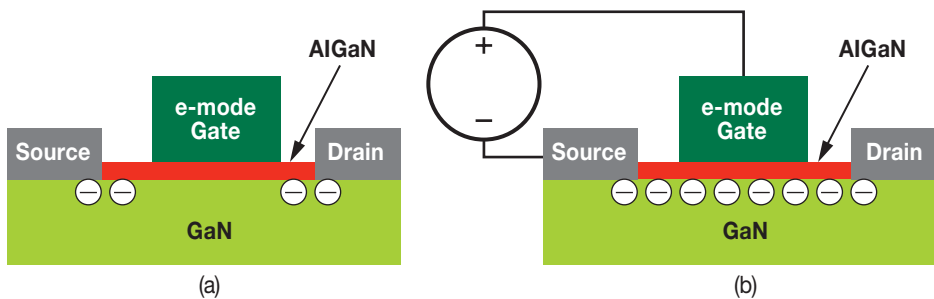 AlGaN
e-mode
Gate
Source
Drain
GaN
(a)
+
−
AlGaN
e-mode
Gate
Source
Drain
GaN
(b)